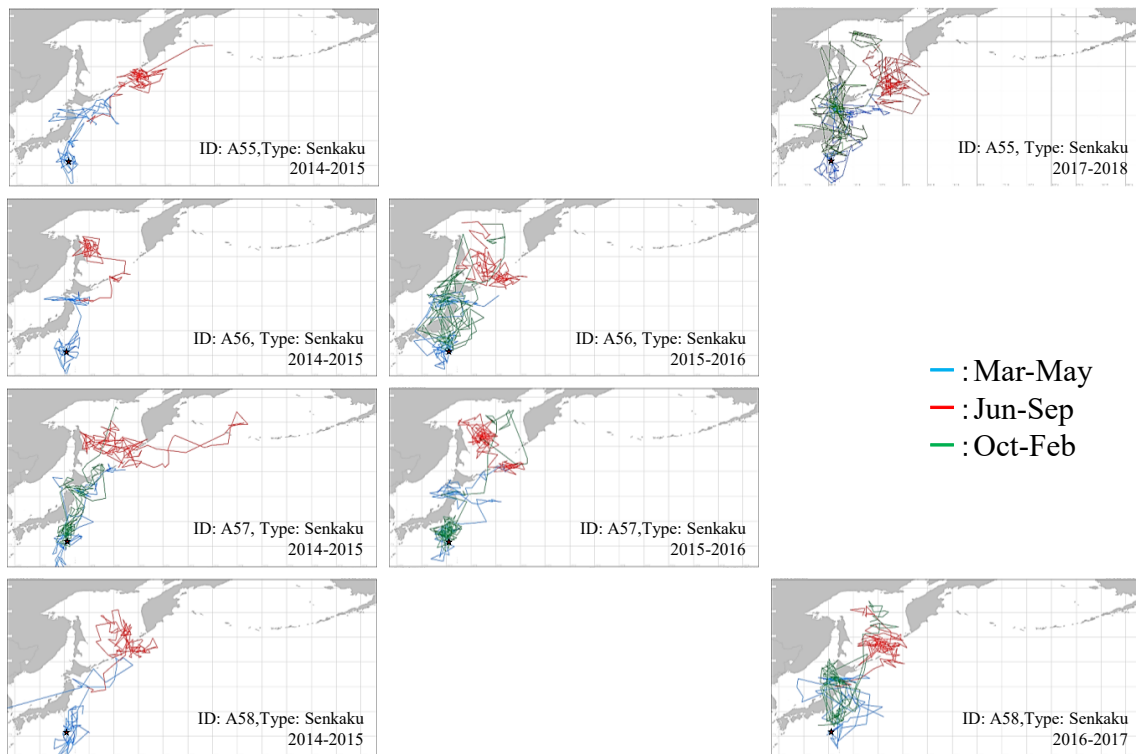 ID: A55,Type: Senkaku
2014-2015
ID: A55, Type: Senkaku
2017-2018
ID: A56, Type: Senkaku
2014-2015
ID: A56, Type: Senkaku
2015-2016
: Mar-May
: Jun-Sep
: Oct-Feb
ID: A57, Type: Senkaku
2014-2015
ID: A57,Type: Senkaku
2015-2016
ID: A58,Type: Senkaku
2014-2015
ID: A58,Type: Senkaku
2016-2017